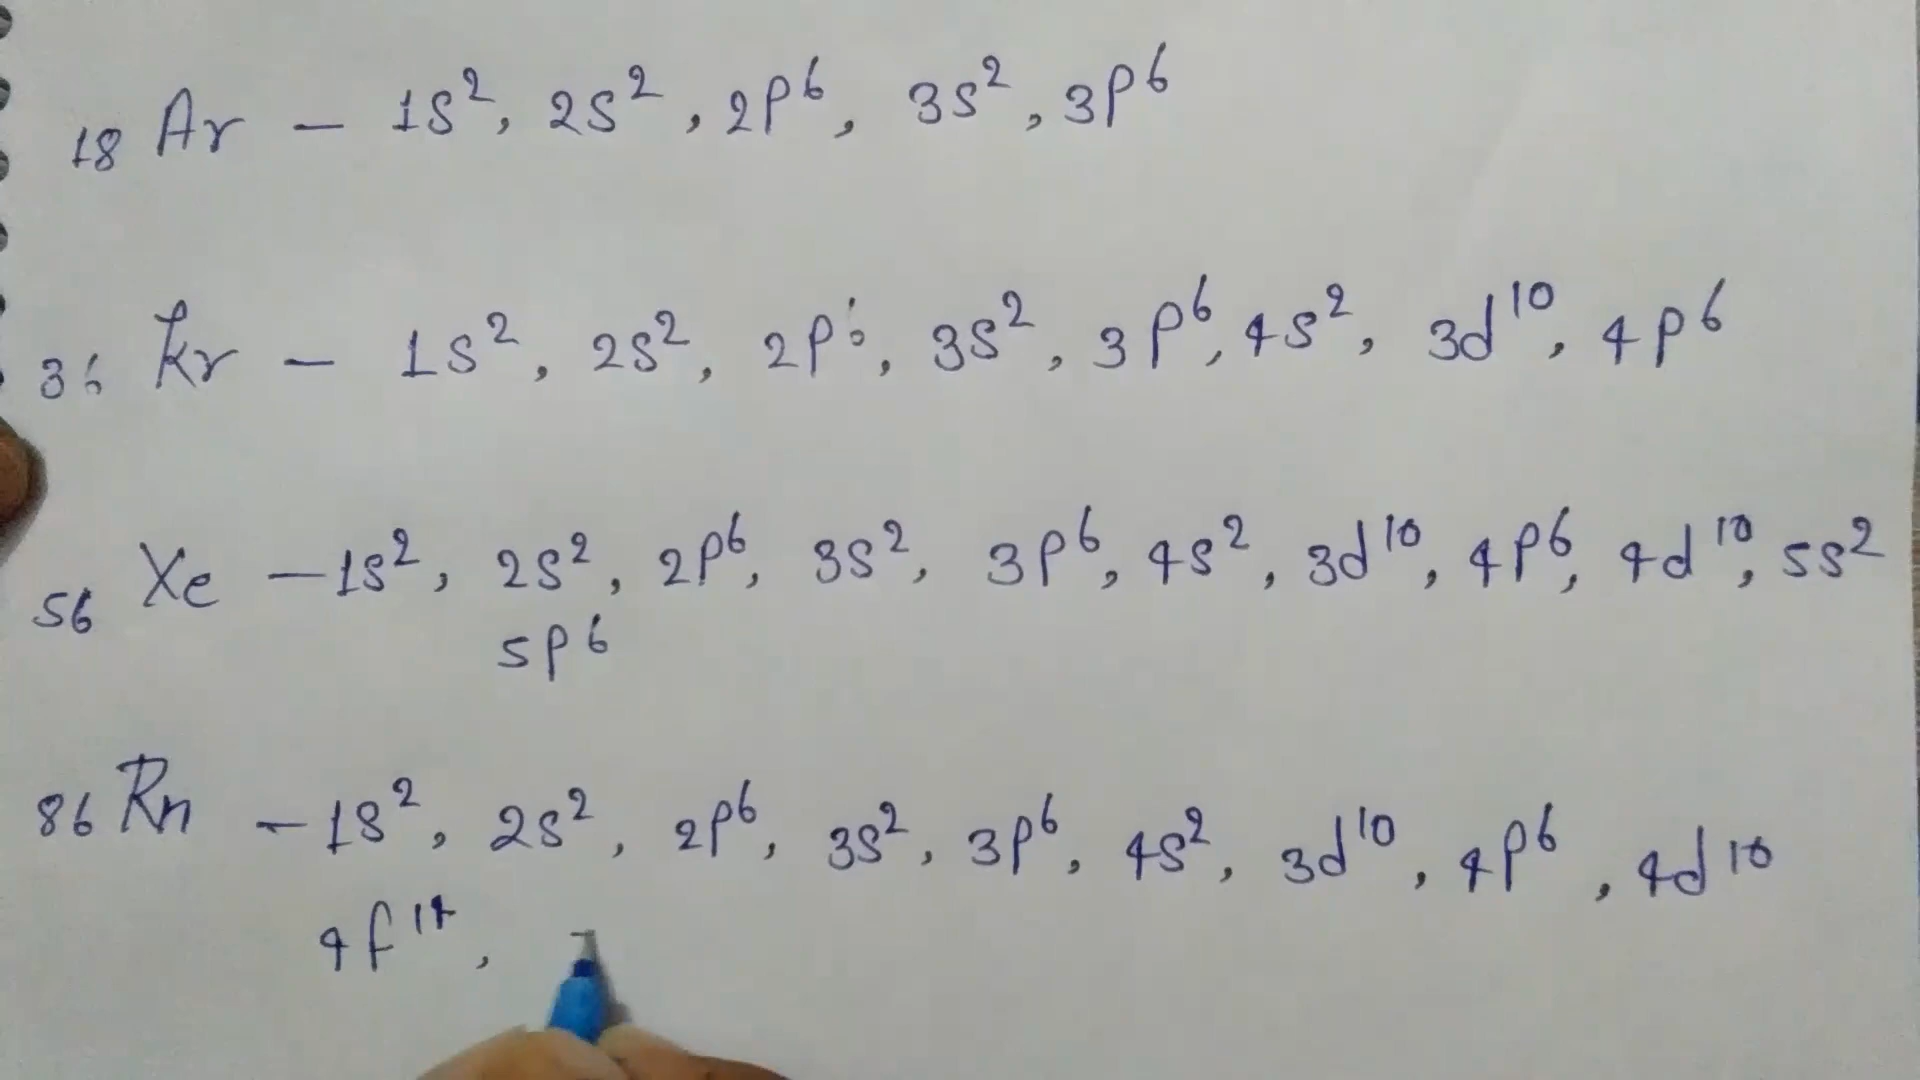 18 Ar – 1s², 2s², 2p⁶, 3s², 3p⁶
36 Kr – 1s², 2s², 2p⁶, 3s², 3p⁶, 4s², 3d¹⁰, 4p⁶
56 Xe – 1s², 2s², 2p⁶, 3s², 3p⁶, 4s², 3d¹⁰, 4p⁶, 4d¹⁰, 5s²
5p⁶
86 Rn – 1s², 2s², 2p⁶, 3s², 3p⁶, 4s², 3d¹⁰, 4p⁶, 4d¹⁰
4f¹⁴,